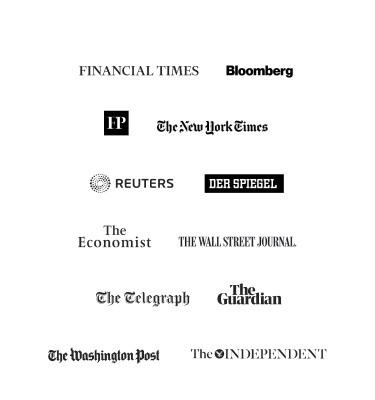 FINANCIAL TIMES
Bloomberg
FP
The New York Times
REUTERS
DER SPIEGEL
The
Economist
THE WALL STREET JOURNAL.
The Telegraph
The
Guardian
The Washington Post
The INDEPENDENT